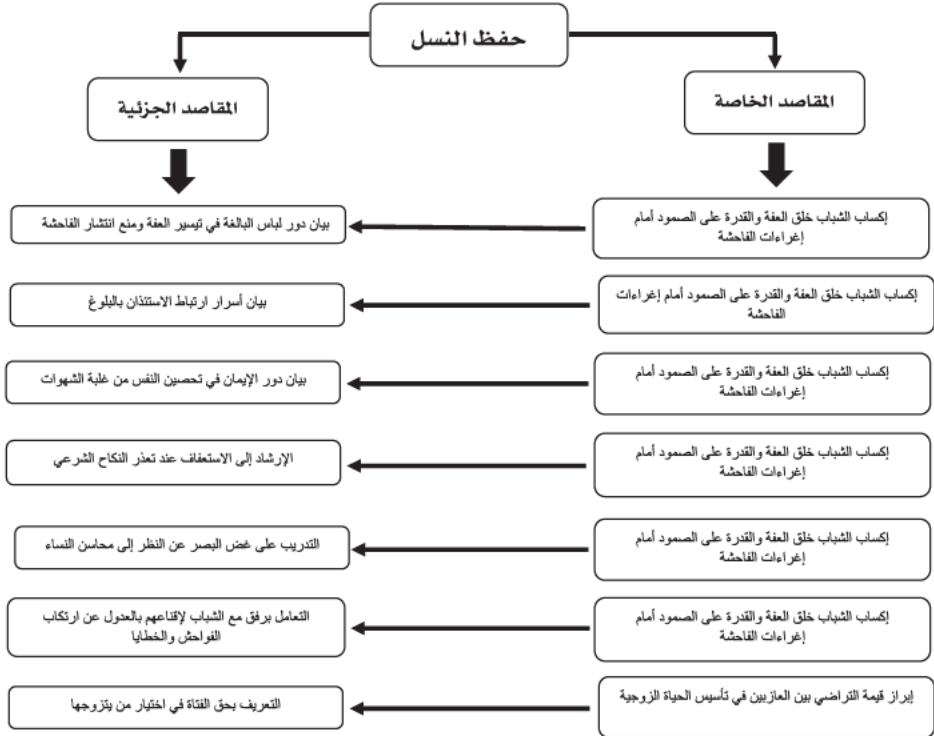 حفظ النسل
المقاصد الخاصة
المقاصد الجزئية
إكساب الشباب خلق العفة والقدرة على الصمود أمام
إغراءات الفاحشة
بيان دور لباس البالغة في تيسير العفة ومنع انتشار الفاحشة
إكساب الشباب خلق العفة والقدرة على الصمود أمام إغراءات
الفاحشة
بيان أسرار ارتباط الاستئذان بالبلوغ
إكساب الشباب خلق العفة والقدرة على الصمود أمام
إغراءات الفاحشة
بيان دور الإيمان في تحصين النفس من غلبة الشهوات
إكساب الشباب خلق العفة والقدرة على الصمود أمام
إغراءات الفاحشة
الإرشاد إلى الاستعفاف عند تعذر النكاح الشرعي
إكساب الشباب خلق العفة والقدرة على الصمود أمام
إغراءات الفاحشة
التدريب على غض البصر عن النظر إلى محاسن النساء
إكساب الشباب خلق العفة والقدرة على الصمود أمام
إغراءات الفاحشة
التعامل برفق مع الشباب لإقناعهم بالعدول عن ارتكاب
الفواحش والخطايا
إبراز قيمة التراضي بين العازبين في تأسيس الحياة الزوجية
التعريف بحق الفتاة في اختيار من يتزوجها